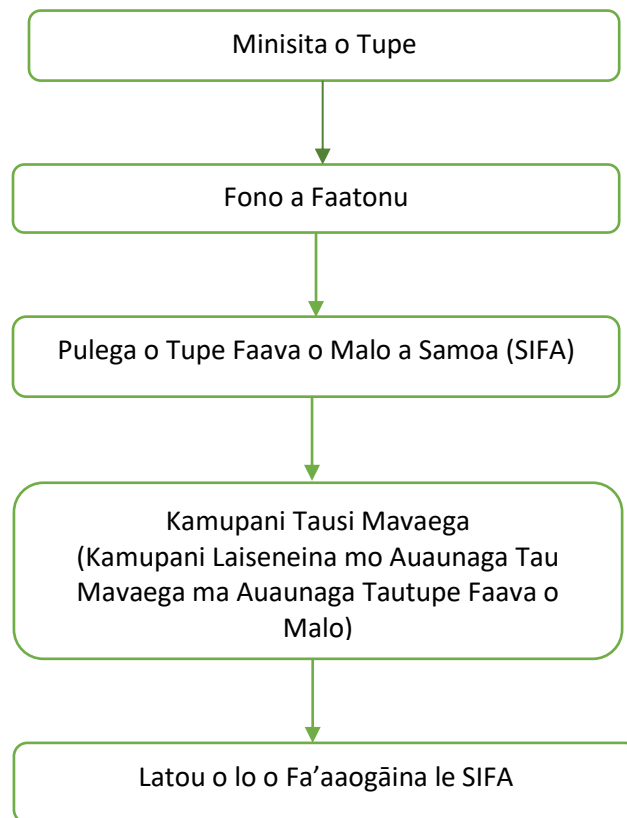 Minisita o Tupe
Fono a Faatonu
Pulega o Tupe Faava o Malo a Samoa (SIFA)
Kamupani Tausi Mavaega
(Kamupani Laiseneina mo Auaunaga Tau
Mavaega ma Auaunaga Tautupe Faava o
Malo)
Latou o lo o Fa’aaogāina le SIFA